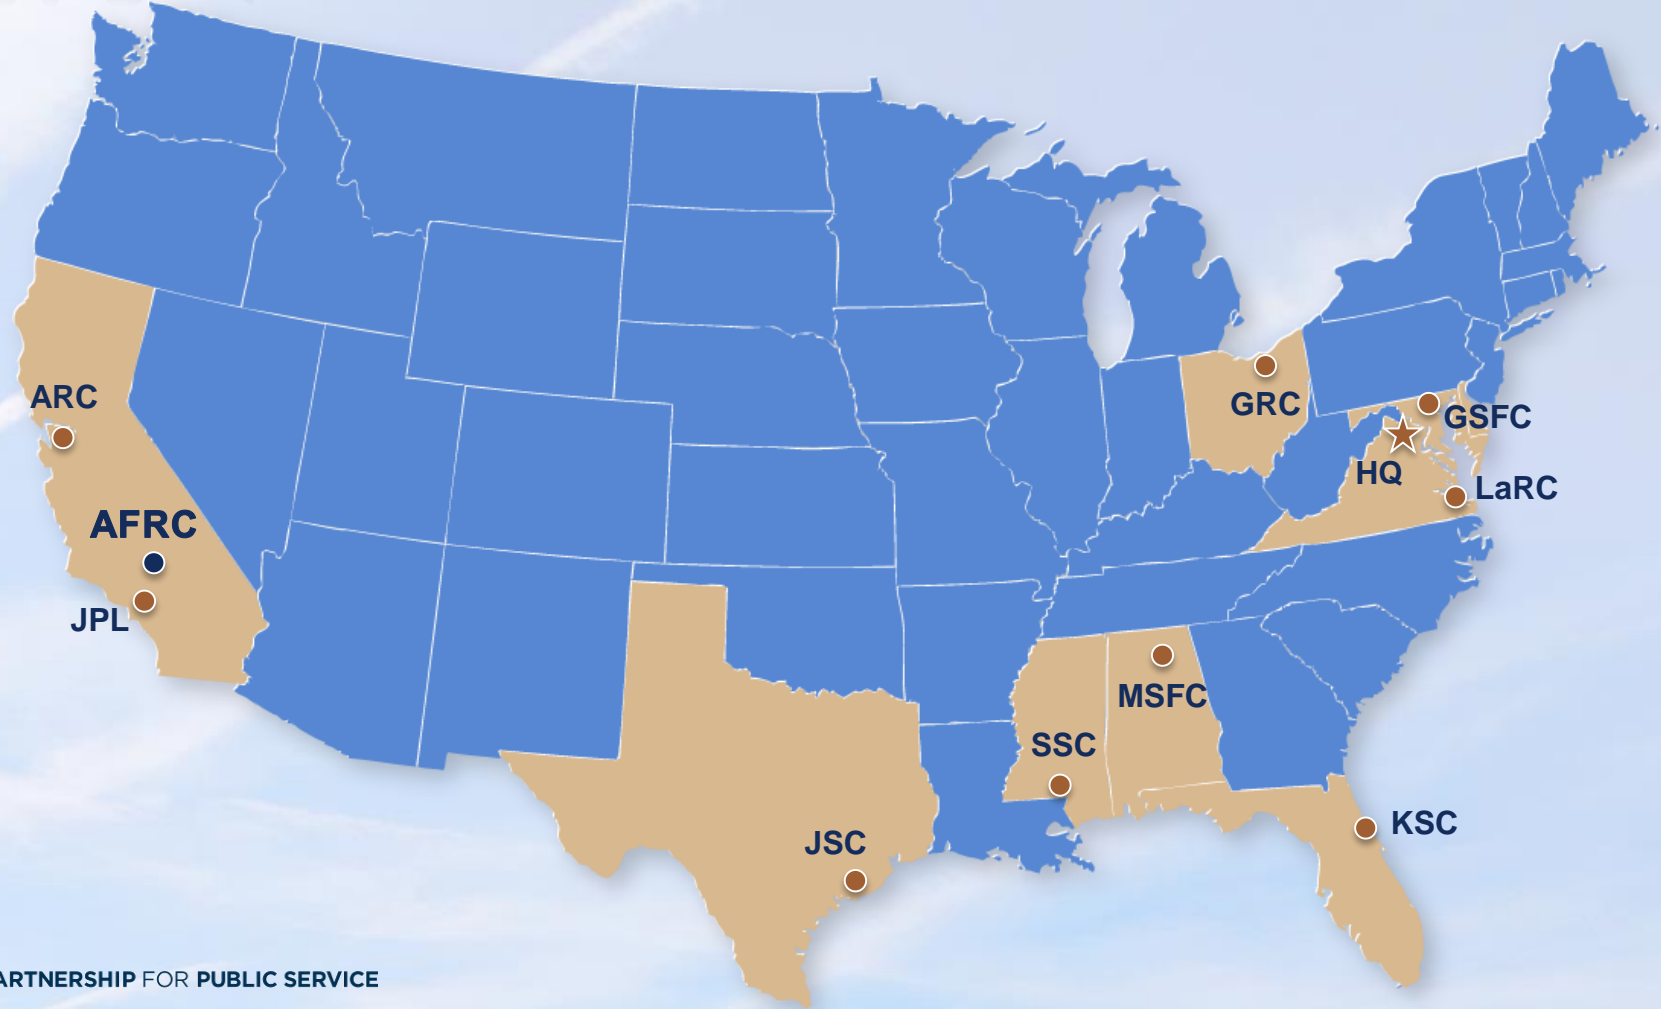 ARC
GRC
GSFC
HQ
LaRC
AFRC
JPL
MSFC
SSC
KSC
JSC
ARTNERSHIP FOR PUBLIC SERVICE